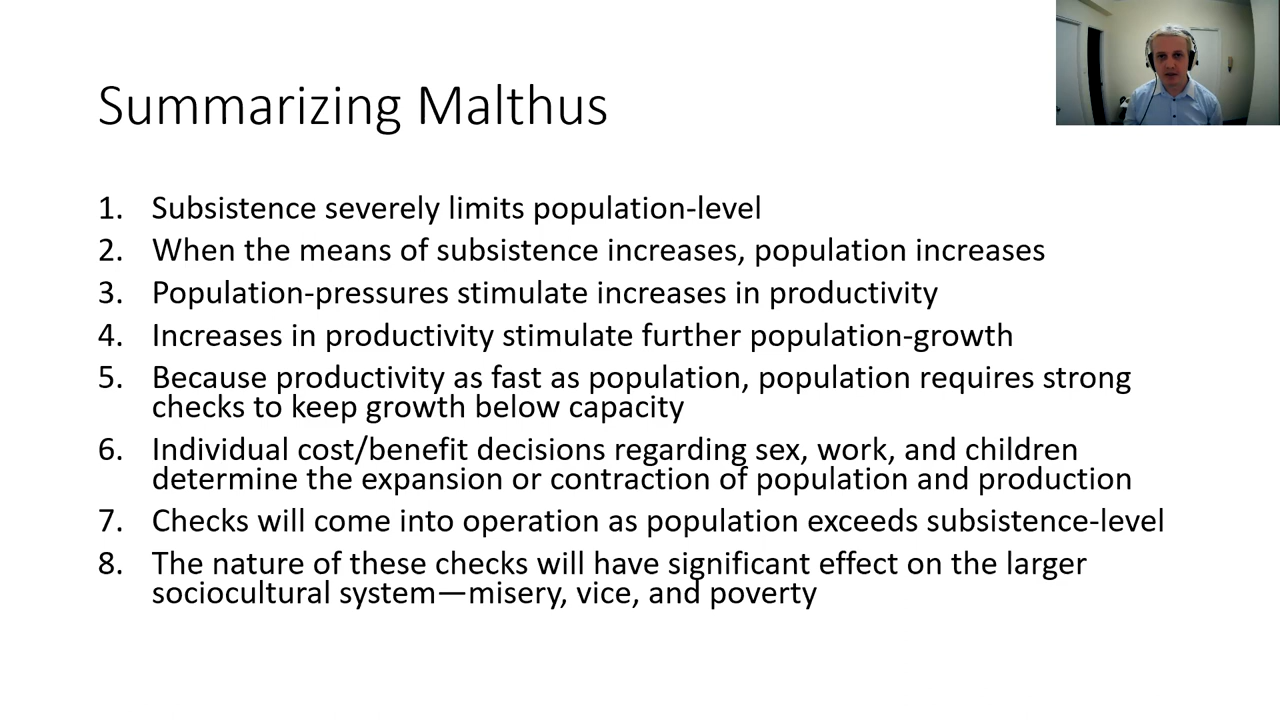 Summarizing Malthus
1. Subsistence severely limits population-level
2. When the means of subsistence increases, population increases
3. Population-pressures stimulate increases in productivity
4. Increases in productivity stimulate further population-growth
5. Because productivity as fast as population, population requires strong
checks to keep growth below capacity
6. Individual cost/benefit decisions regarding sex, work, and children
determine the expansion or contraction of population and production
7. Checks will come into operation as population exceeds subsistence-level
8. The nature of these checks will have significant effect on the larger
sociocultural system—misery, vice, and poverty